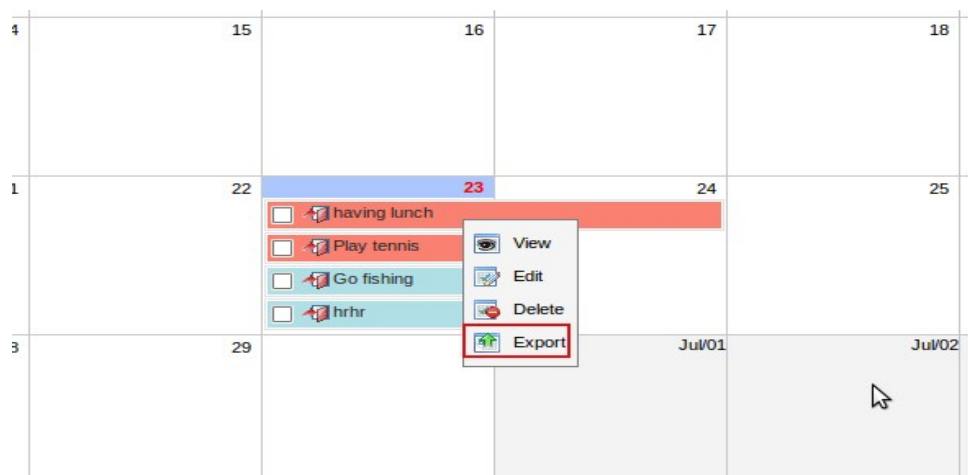 4 15 16 17 18
1 22 23 24 25
having lunch
Play tennis
Go fishing
hrhr
View
Edit
Delete
Export
8 29 Jul/01 Jul/02